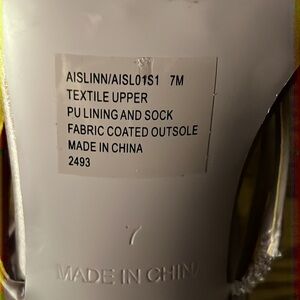 AISLINN/AISL01S1 7M
TEXTILE UPPER
PU LINING AND SOCK
FABRIC COATED OUTSOLE
MADE IN CHINA
2493
7
MADE IN CHINA